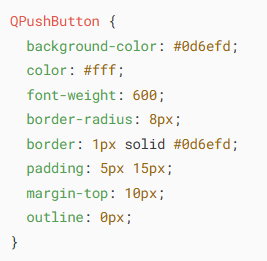 QPushButton {
  background-color: #0d6efd;
  color: #fff;
  font-weight: 600;
  border-radius: 8px;
  border: 1px solid #0d6efd;
  padding: 5px 15px;
  margin-top: 10px;
  outline: 0px;
}